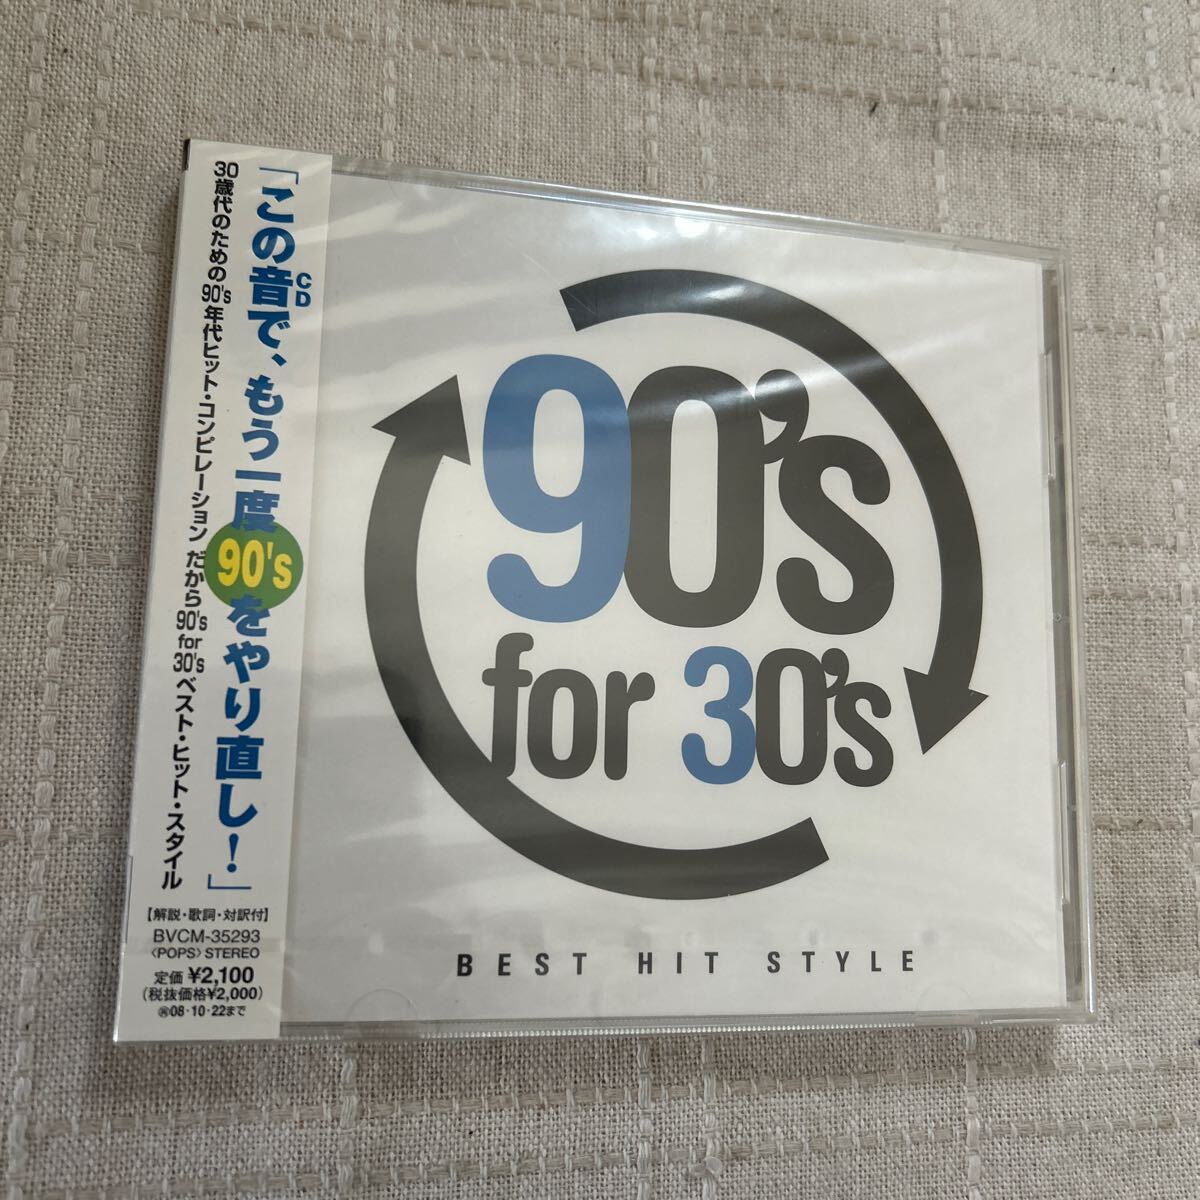 「この音で、もう一度90'sをやり直し！」
CD
30歳代のための90's年代ヒット・コンピレーション だから90's for 30'sベスト・ヒット・スタイル
【解説・歌詞・対訳付】
BVCM-35293
〈POPS〉STEREO
定価 ¥2,100
(税抜価格¥2,000)
㊑08・10・22まで
90's
for 30's
BEST HIT STYLE